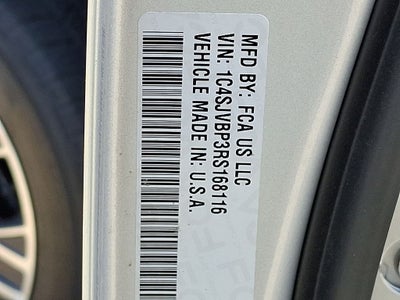 MFD BY: FCA US LLC
VIN: 1C4SJVBP3RS168116
VEHICLE MADE IN: U.S.A.